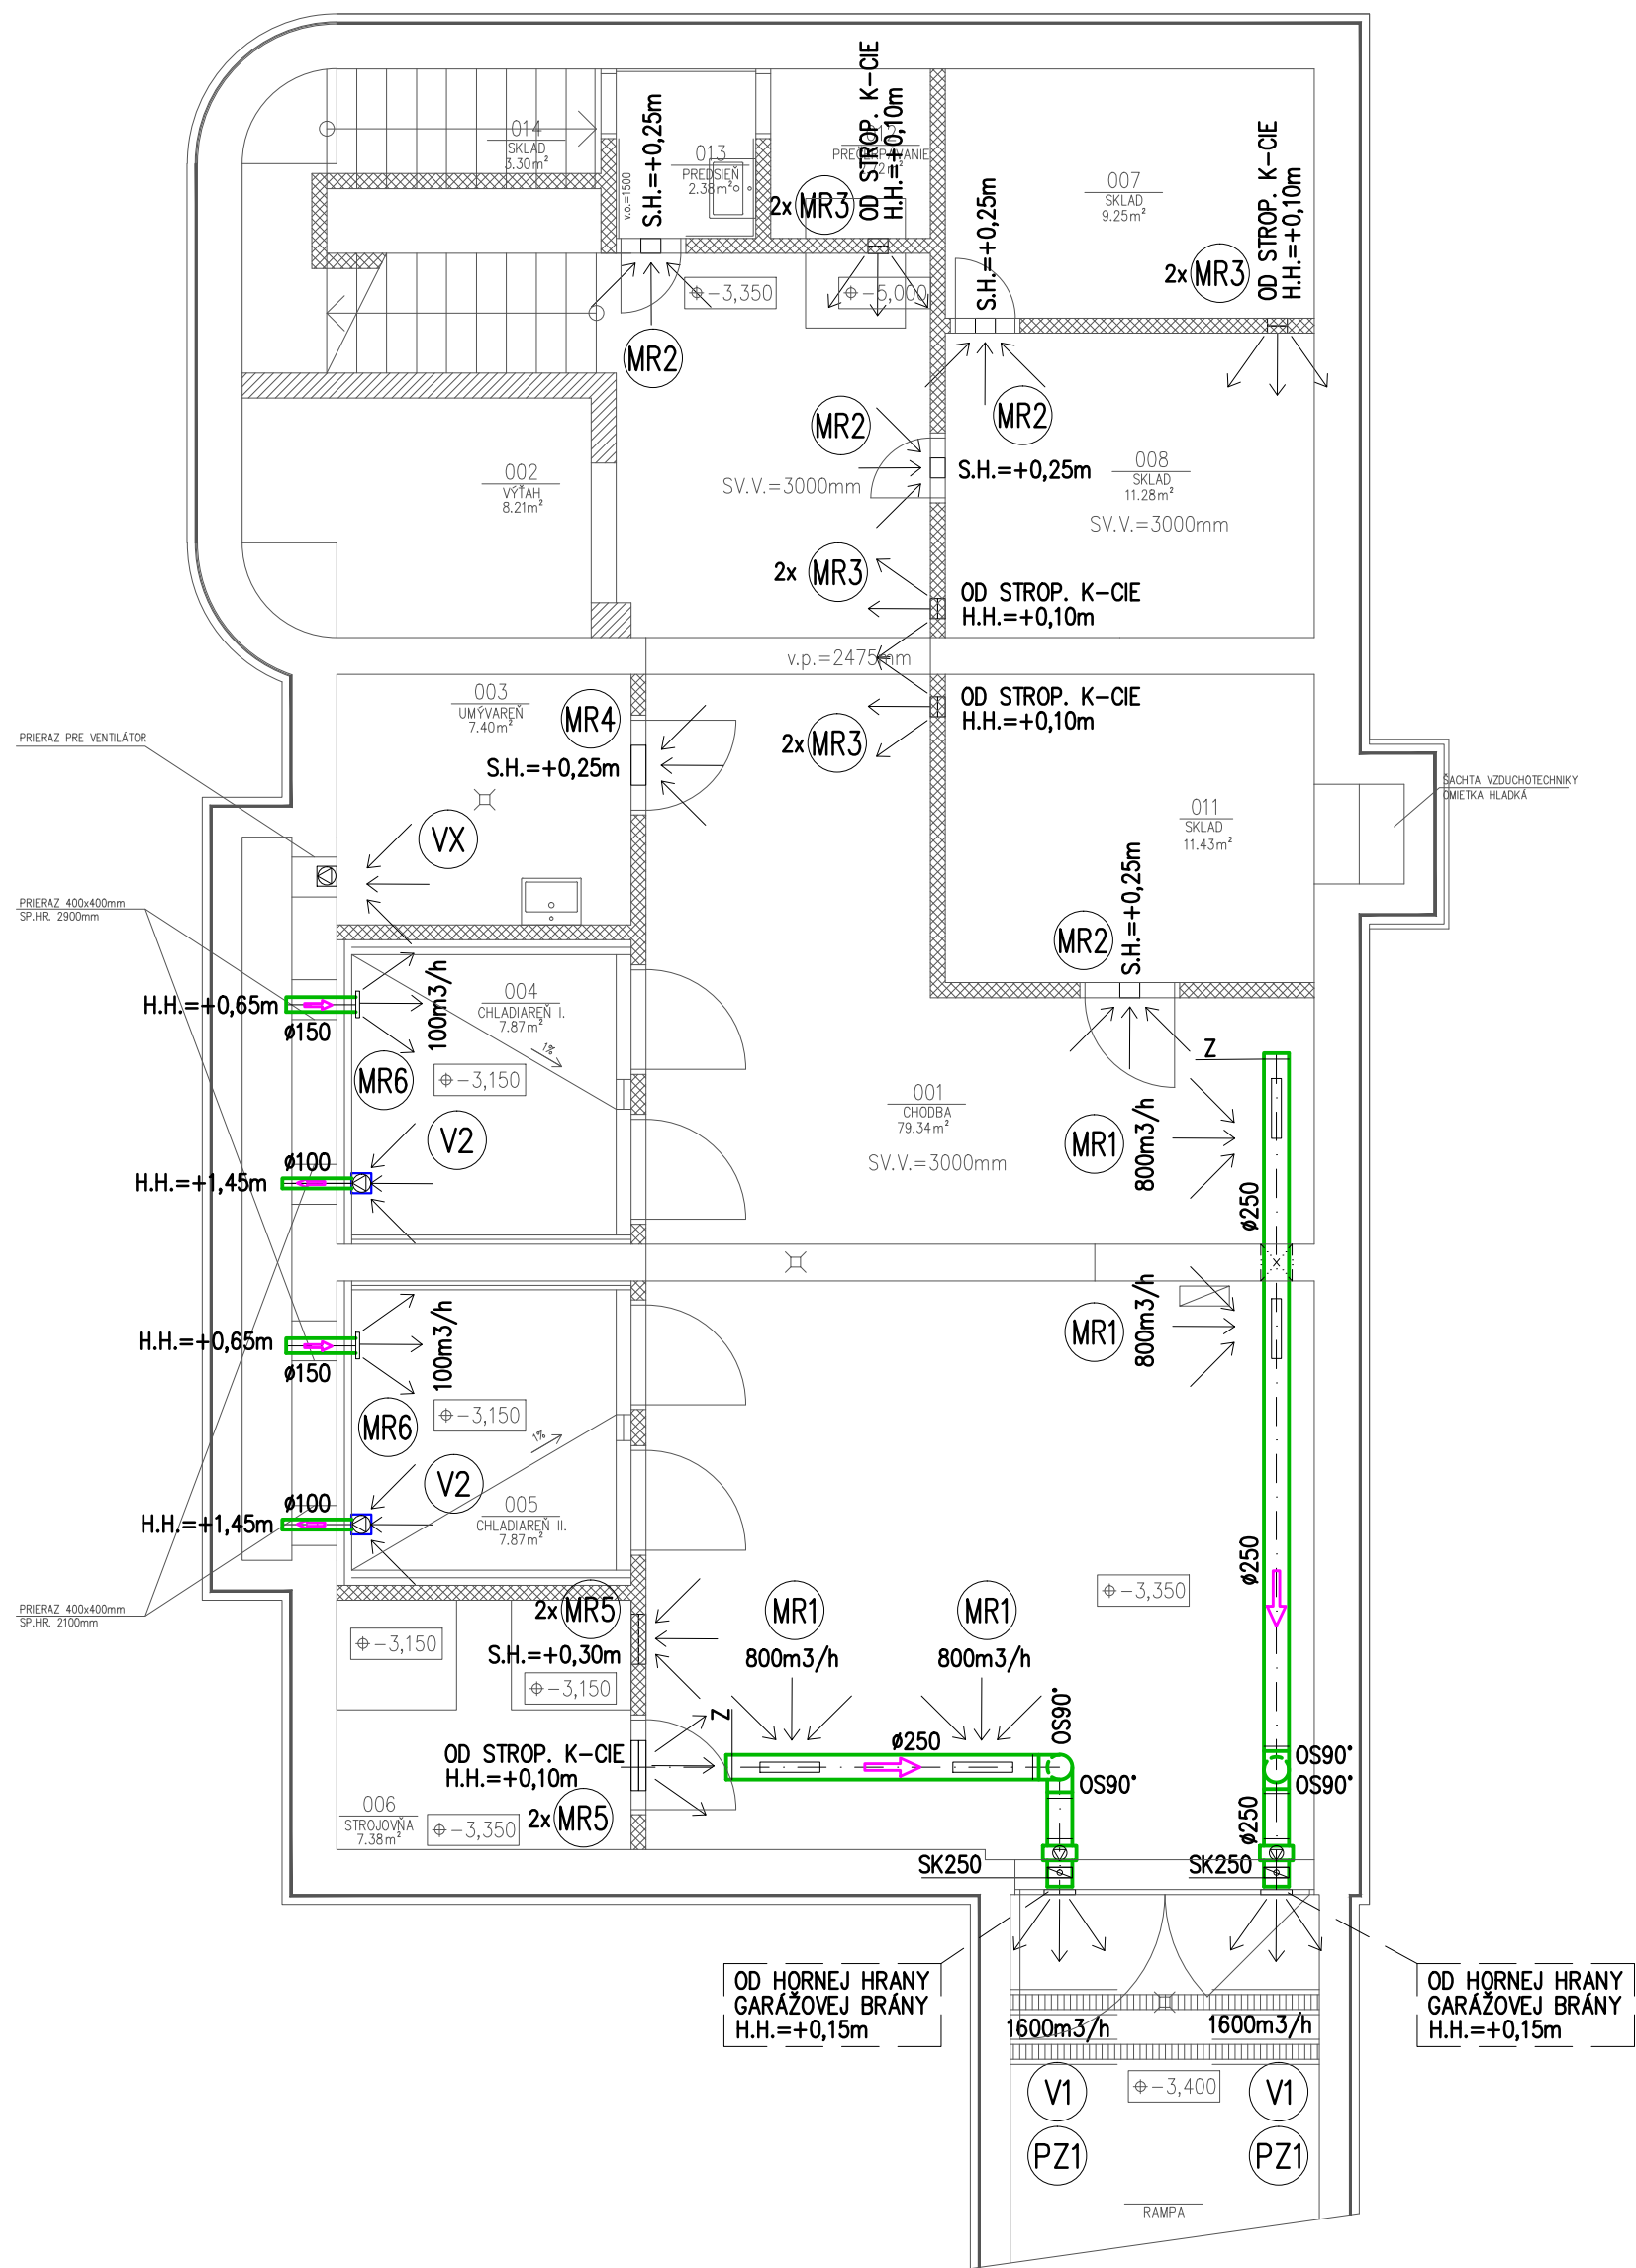 014
SKLAD
3.30m²
013
PREDSIEŇ
2.38m²
v.o.=1500
S.H.=+0,25m
PREČERPÁVANIE
2x MR3
OD STROP. K-CIE
H.H.=+0,10m
007
SKLAD
9.25m²
2x MR3
OD STROP. K-CIE
H.H.=+0,10m
S.H.=+0,25m
-3,350
-5,000
MR2
MR2
MR2
S.H.=+0,25m
008
SKLAD
11.28m²
SV.V.=3000mm
SV.V.=3000mm
002
VÝŤAH
8.21m²
2x MR3
OD STROP. K-CIE
H.H.=+0,10m
v.p.=2475mm
003
UMÝVAREŇ
7.40m²
MR4
S.H.=+0,25m
2x MR3
OD STROP. K-CIE
H.H.=+0,10m
PRIERAZ PRE VENTILÁTOR
ŠACHTA VZDUCHOTECHNIKY
OMIETKA HLADKÁ
011
SKLAD
11.43m²
VX
PRIERAZ 400x400mm
SP.HR. 2900mm
MR2
S.H.=+0,25m
H.H.=+0,65m
ø150
100m3/h
004
CHLADIAREŇ I.
7.87m²
1%
MR6
-3,150
V2
ø100
H.H.=+1,45m
001
CHODBA
79.34m²
SV.V.=3000mm
Z
MR1
800m3/h
ø250
MR1
800m3/h
H.H.=+0,65m
ø150
100m3/h
MR6
-3,150
1%
V2
ø100
H.H.=+1,45m
005
CHLADIAREŇ II.
7.87m²
ø250
-3,350
PRIERAZ 400x400mm
SP.HR. 2100mm
2x MR5
S.H.=+0,30m
-3,150
-3,150
MR1
800m3/h
MR1
800m3/h
Z
ø250
OS90°
OS90°
OS90°
OS90°
OD STROP. K-CIE
H.H.=+0,10m
2x MR5
006
STROJOVŇA
7.38m²
-3,350
ø250
SK250
SK250
OD HORNEJ HRANY
GARÁŽOVEJ BRÁNY
H.H.=+0,15m
OD HORNEJ HRANY
GARÁŽOVEJ BRÁNY
H.H.=+0,15m
1600m3/h
1600m3/h
V1
-3,400
V1
PZ1
PZ1
RAMPA